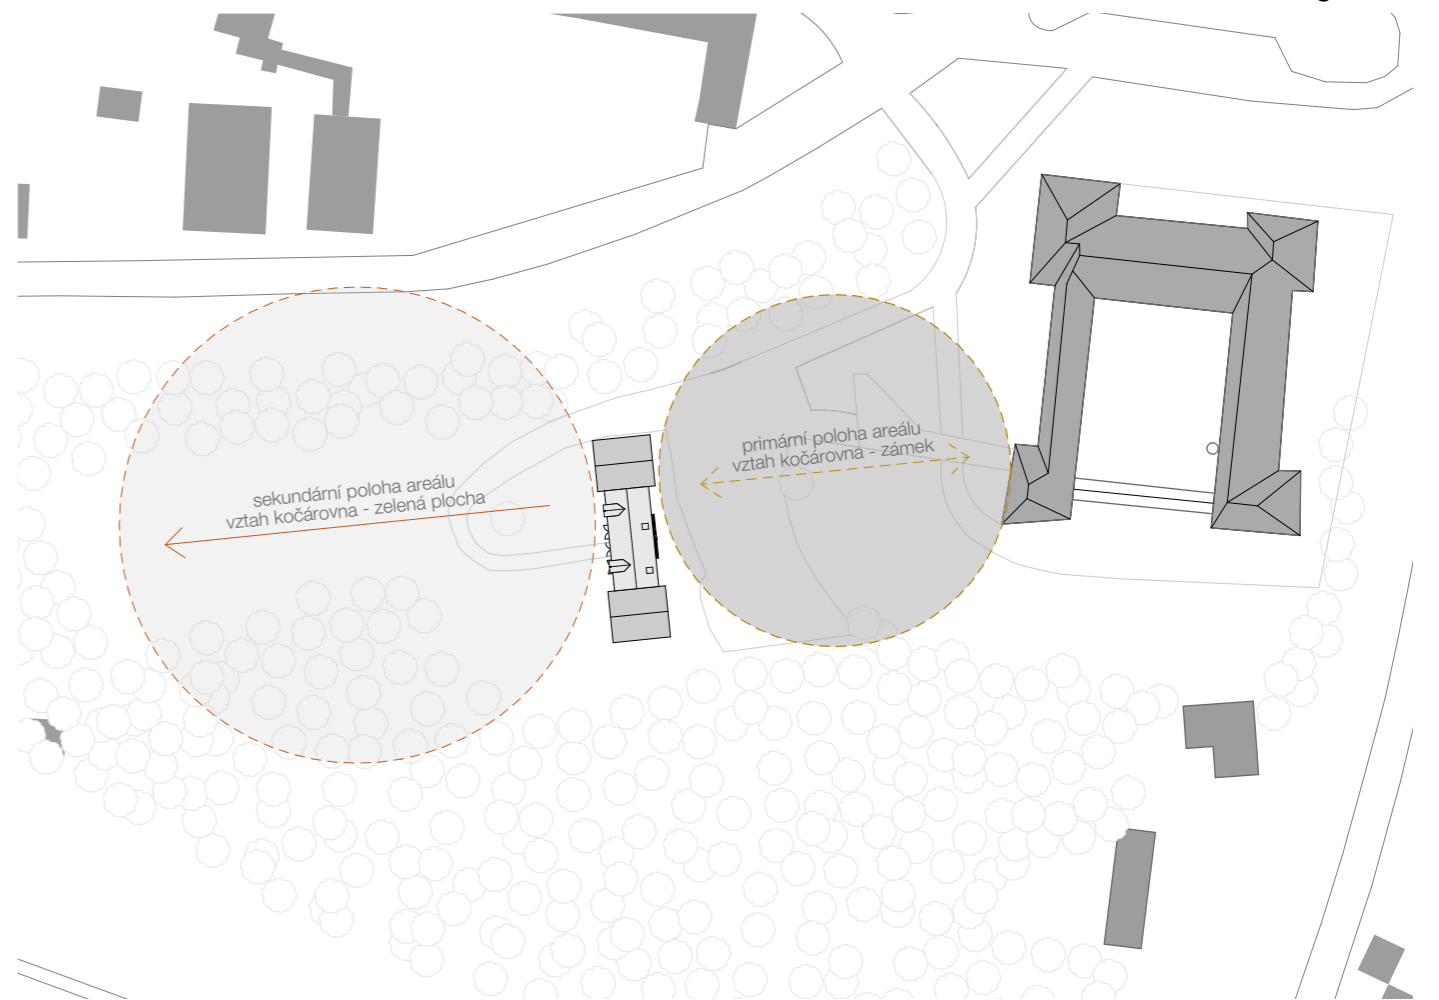 sekundární poloha areálu
vztah kočárovna - zelená plocha
primární poloha areálu
vztah kočárovna - zámek